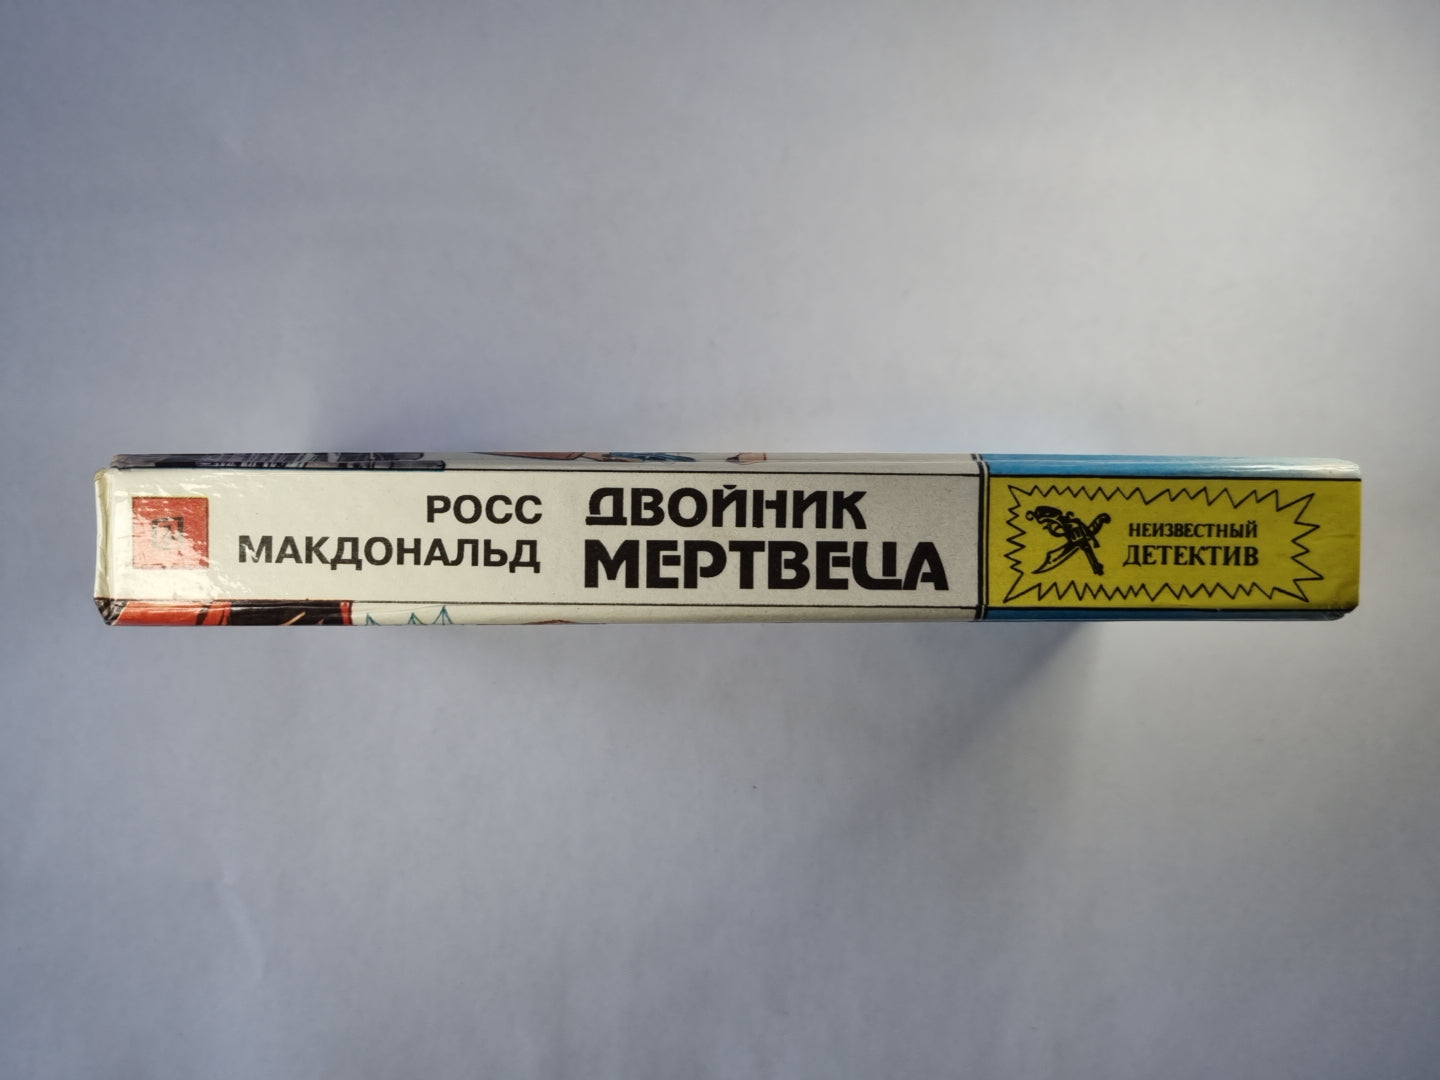 РОСС
МАКДОНАЛЬД
ДВОЙНИК
МЕРТВЕЦА
НЕИЗВЕСТНЫЙ
ДЕТЕКТИВ